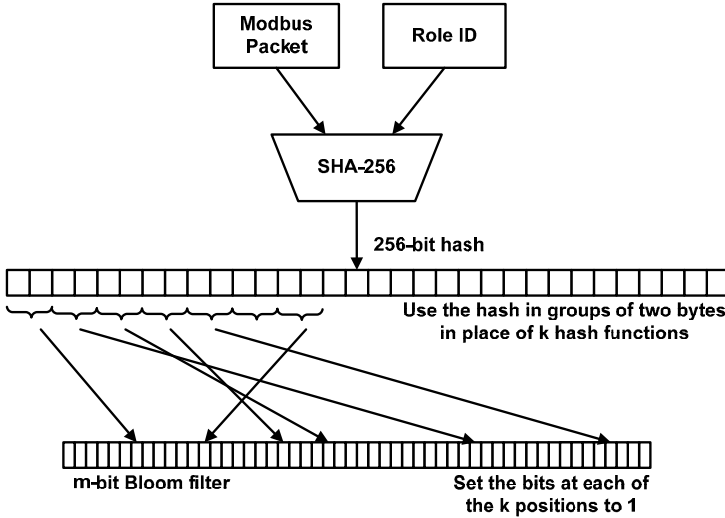 Modbus
Packet
Role ID
SHA-256
256-bit hash
Use the hash in groups of two bytes
in place of k hash functions
m-bit Bloom filter
Set the bits at each of
the k positions to 1